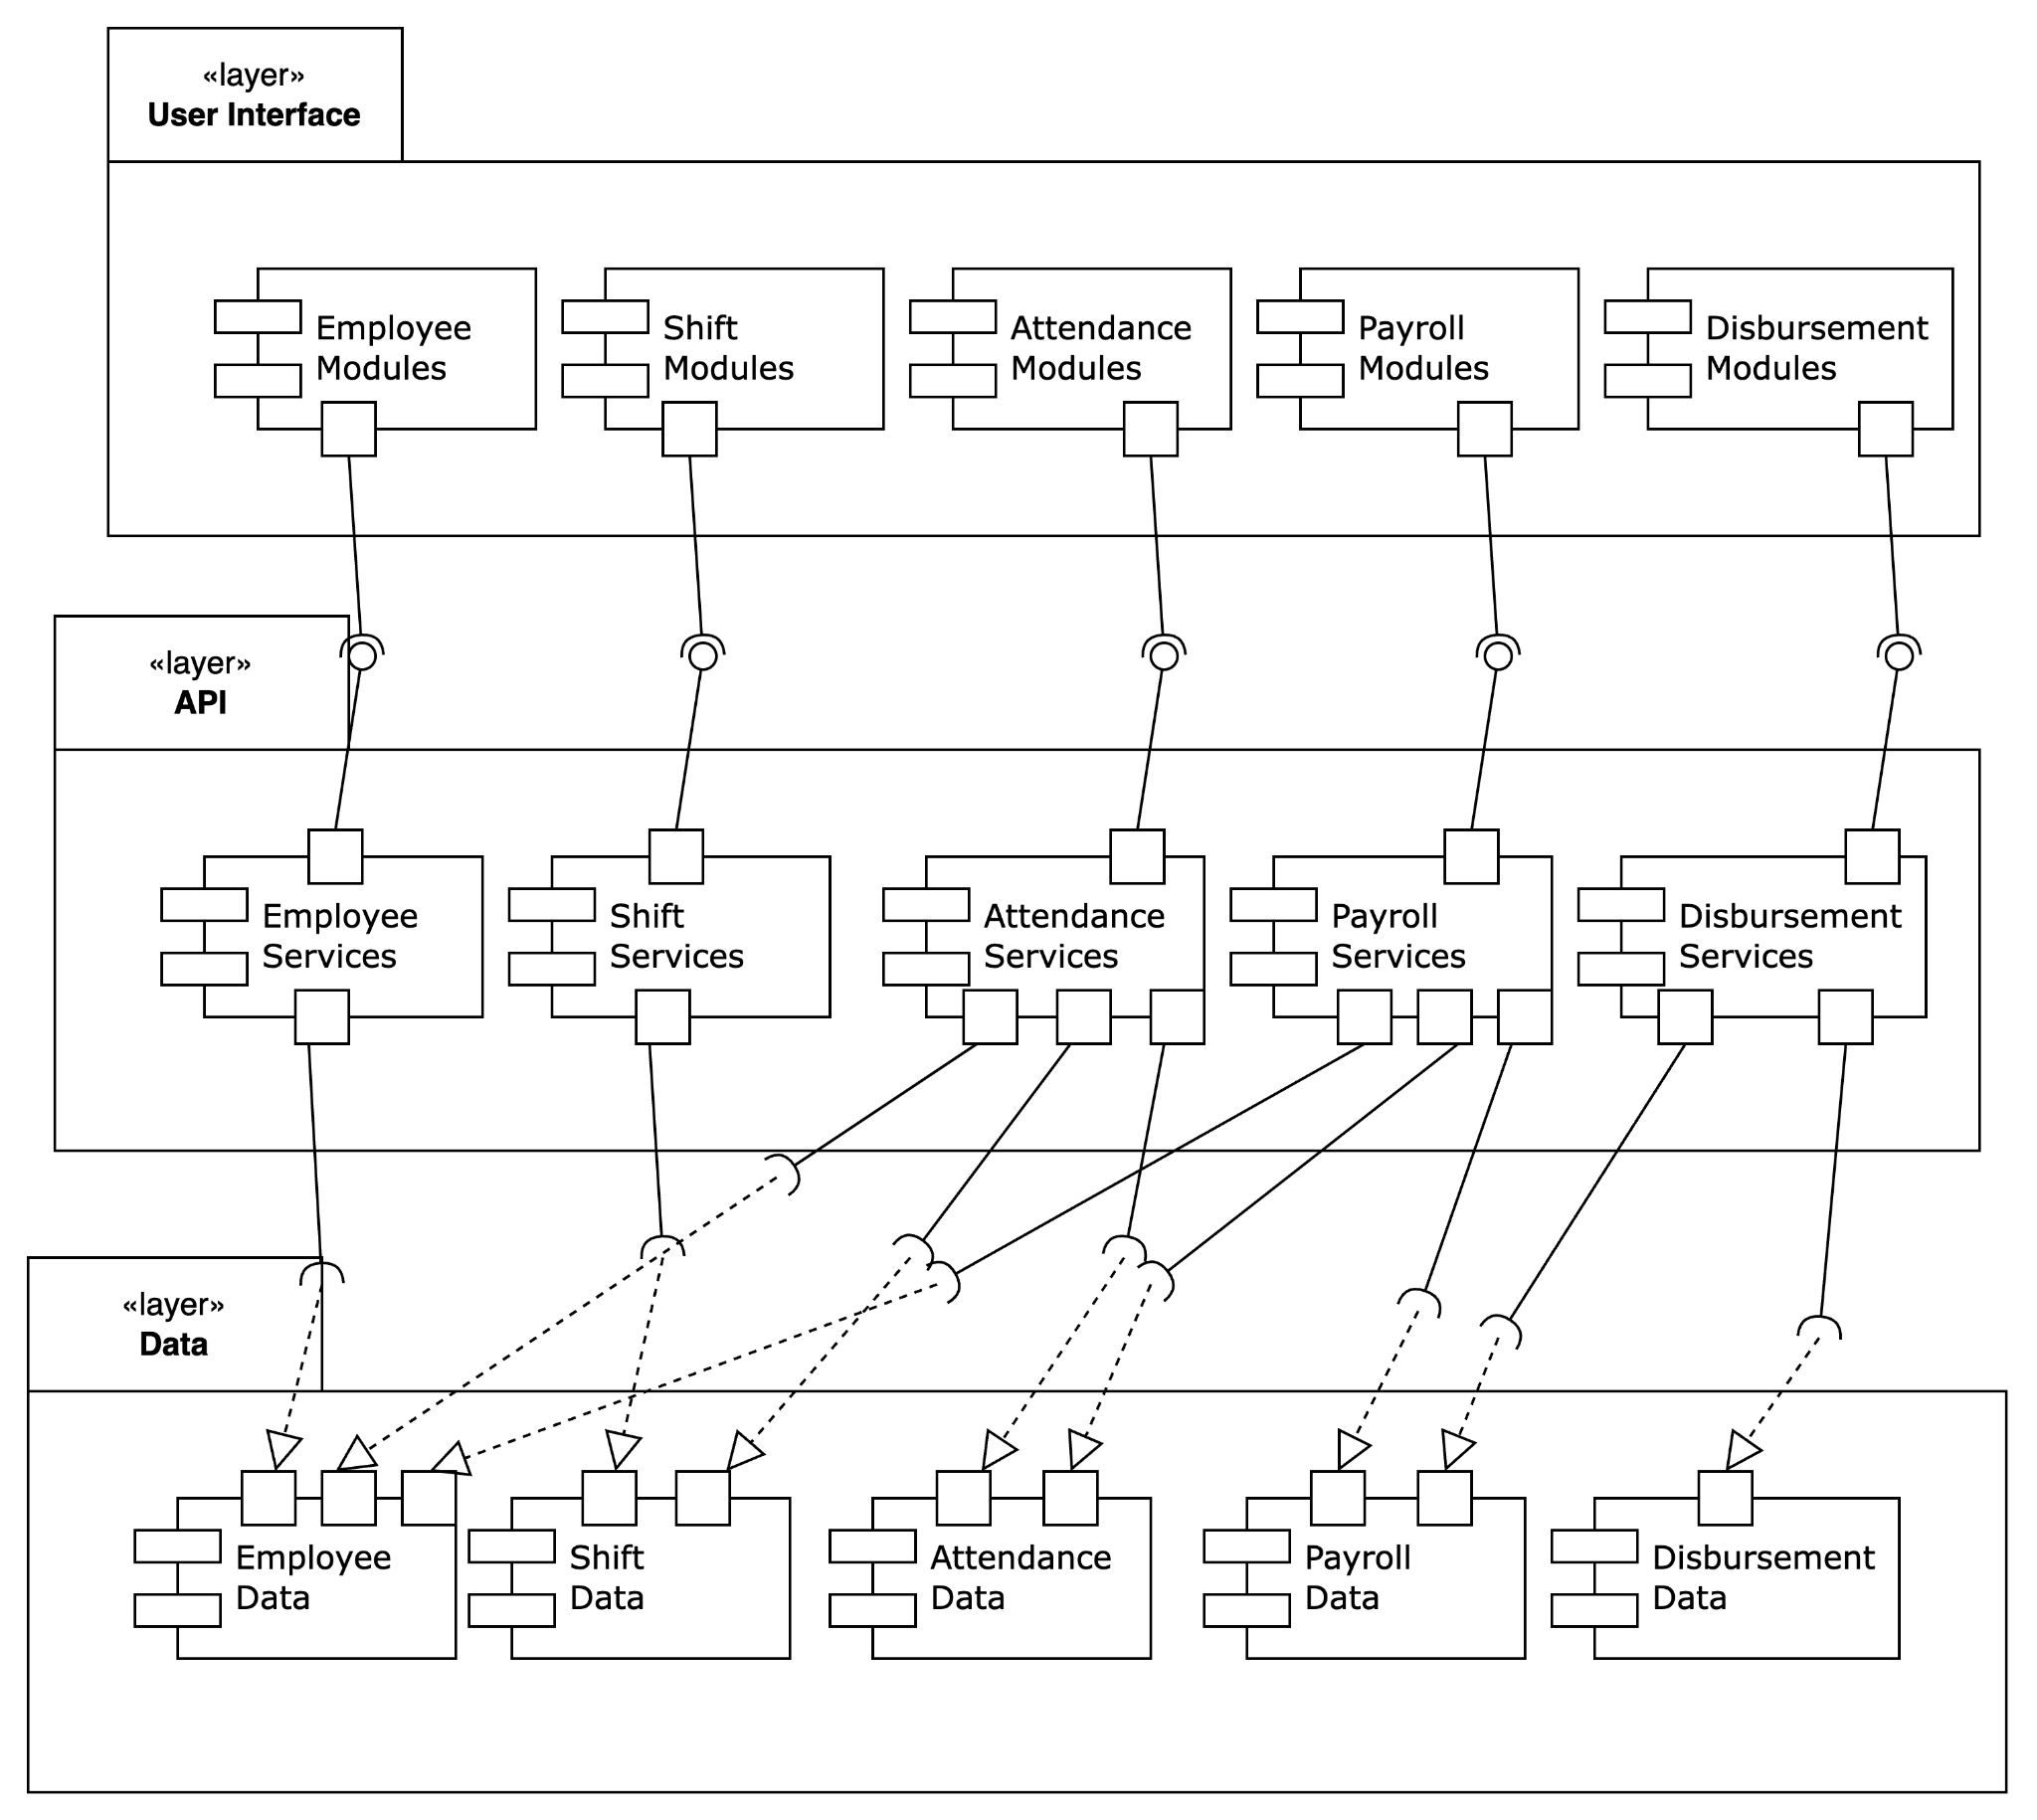 «layer»
User Interface
Employee
Modules
Shift
Modules
Attendance
Modules
Payroll
Modules
Disbursement
Modules
«layer»
API
Employee
Services
Shift
Services
Attendance
Services
Payroll
Services
Disbursement
Services
«layer»
Data
Employee
Data
Shift
Data
Attendance
Data
Payroll
Data
Disbursement
Data